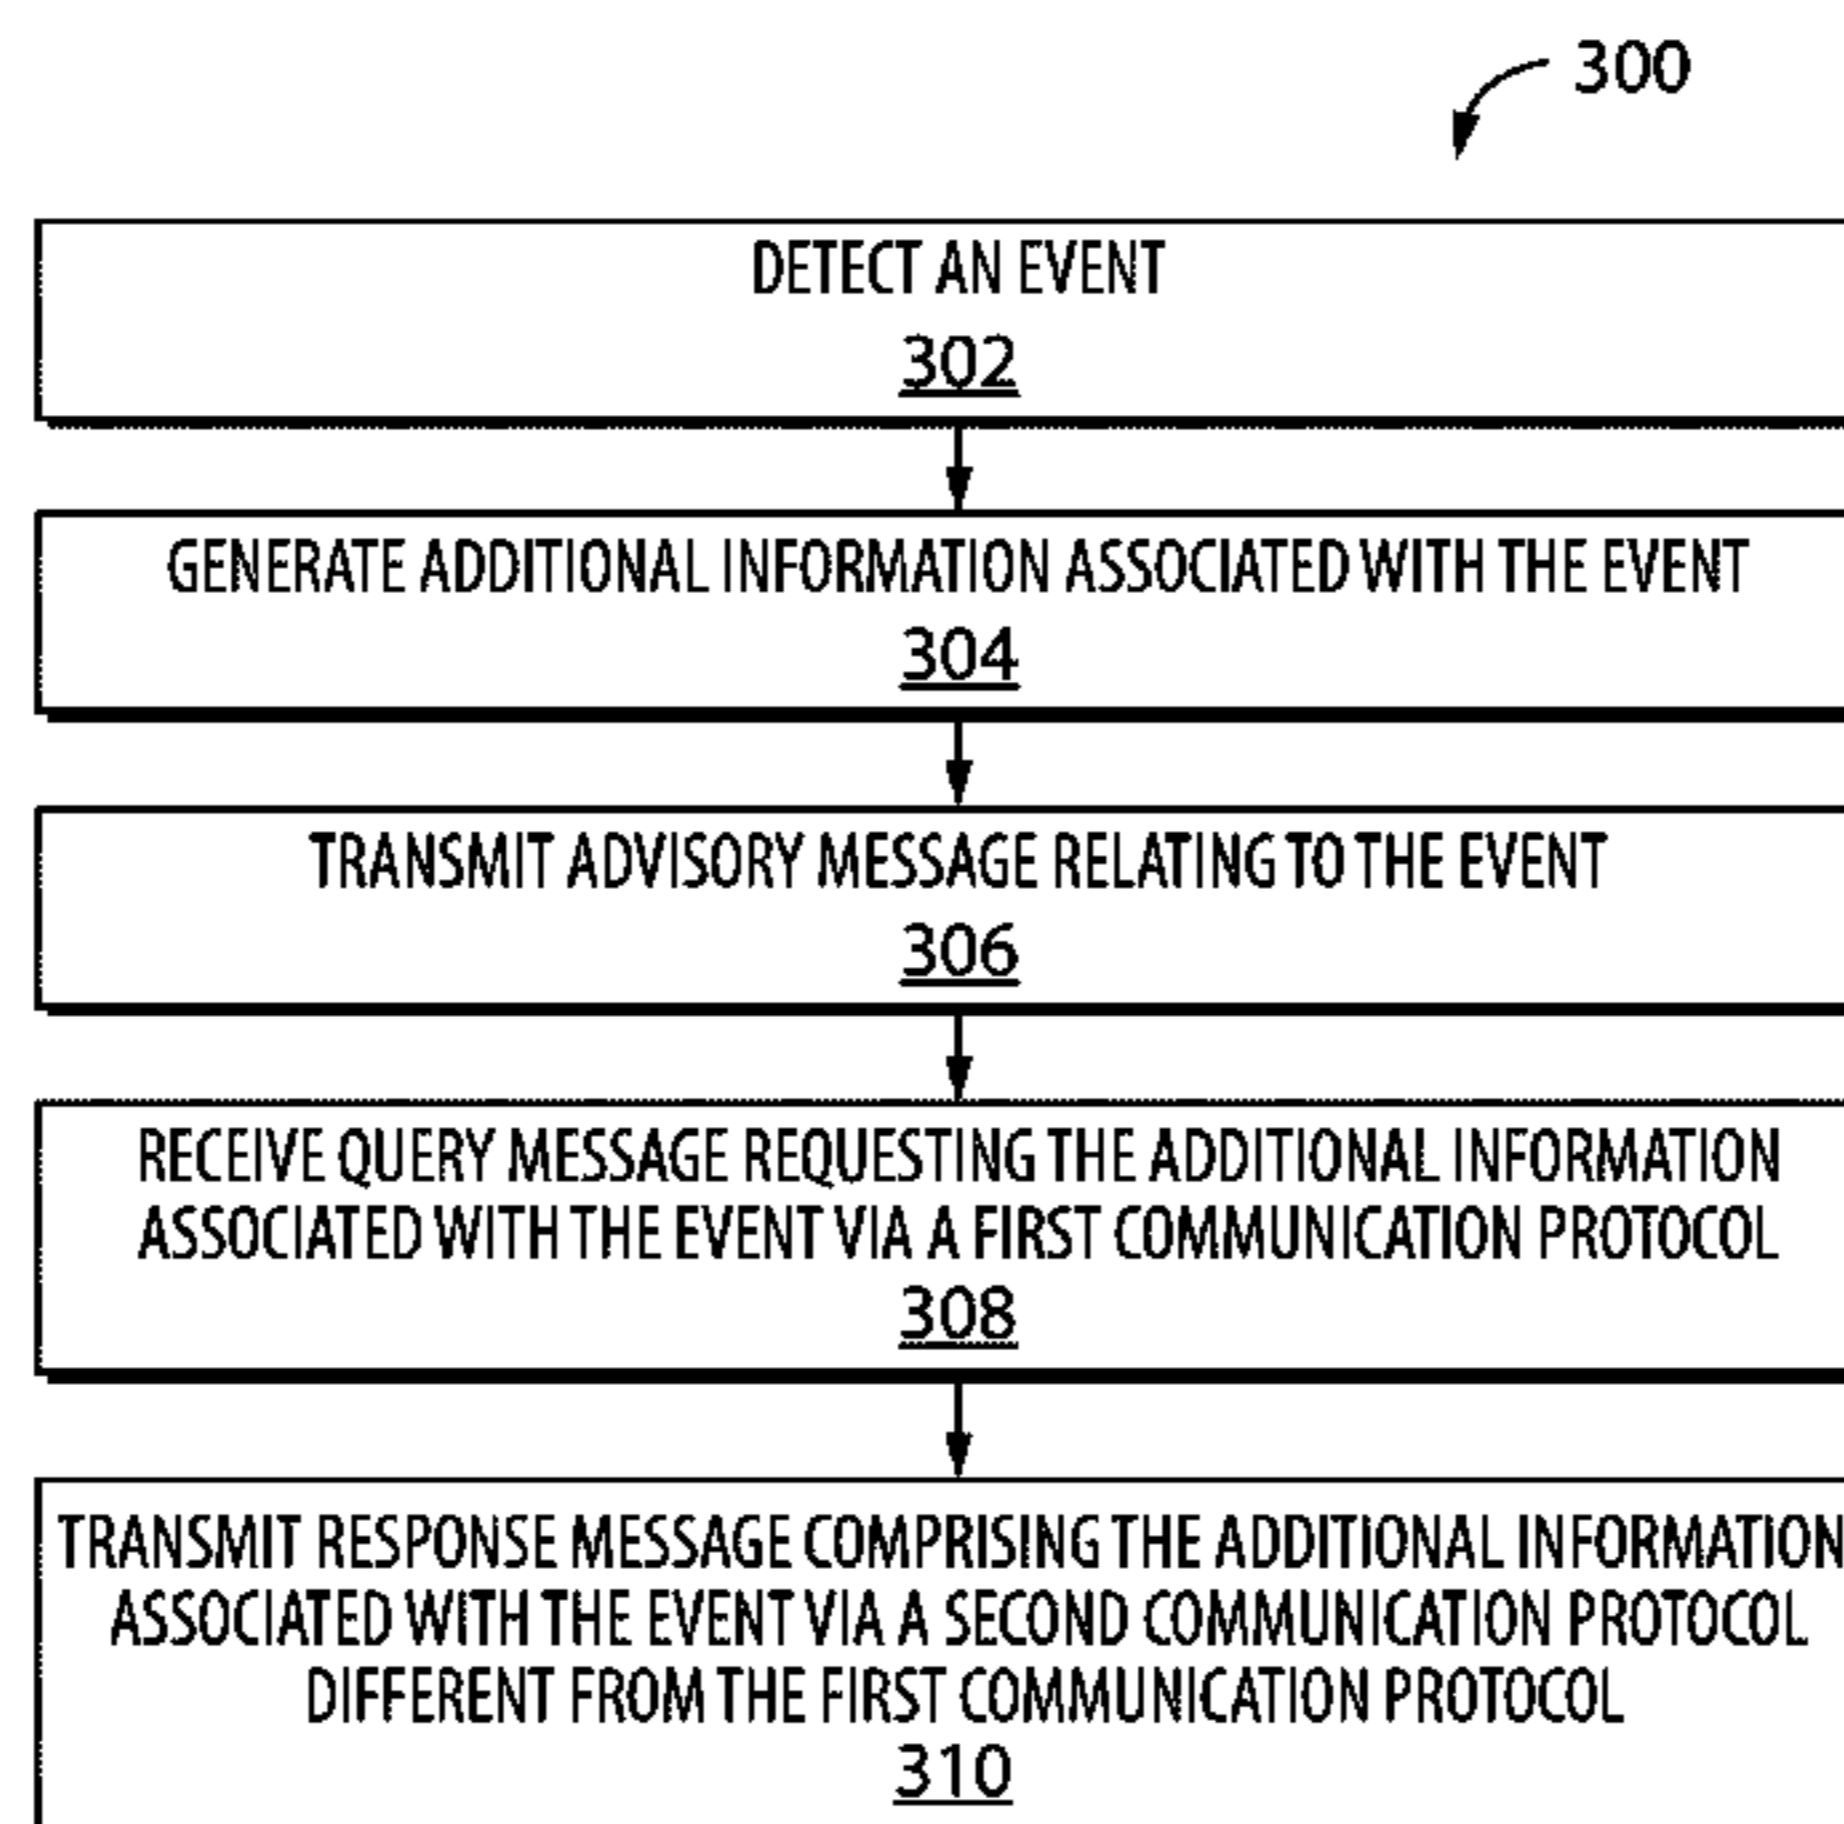 300
DETECT AN EVENT
302
GENERATE ADDITIONAL INFORMATION ASSOCIATED WITH THE EVENT
304
TRANSMIT ADVISORY MESSAGE RELATING TO THE EVENT
306
RECEIVE QUERY MESSAGE REQUESTING THE ADDITIONAL INFORMATION
ASSOCIATED WITH THE EVENT VIA A FIRST COMMUNICATION PROTOCOL
308
TRANSMIT RESPONSE MESSAGE COMPRISING THE ADDITIONAL INFORMATION
ASSOCIATED WITH THE EVENT VIA A SECOND COMMUNICATION PROTOCOL
DIFFERENT FROM THE FIRST COMMUNICATION PROTOCOL
310